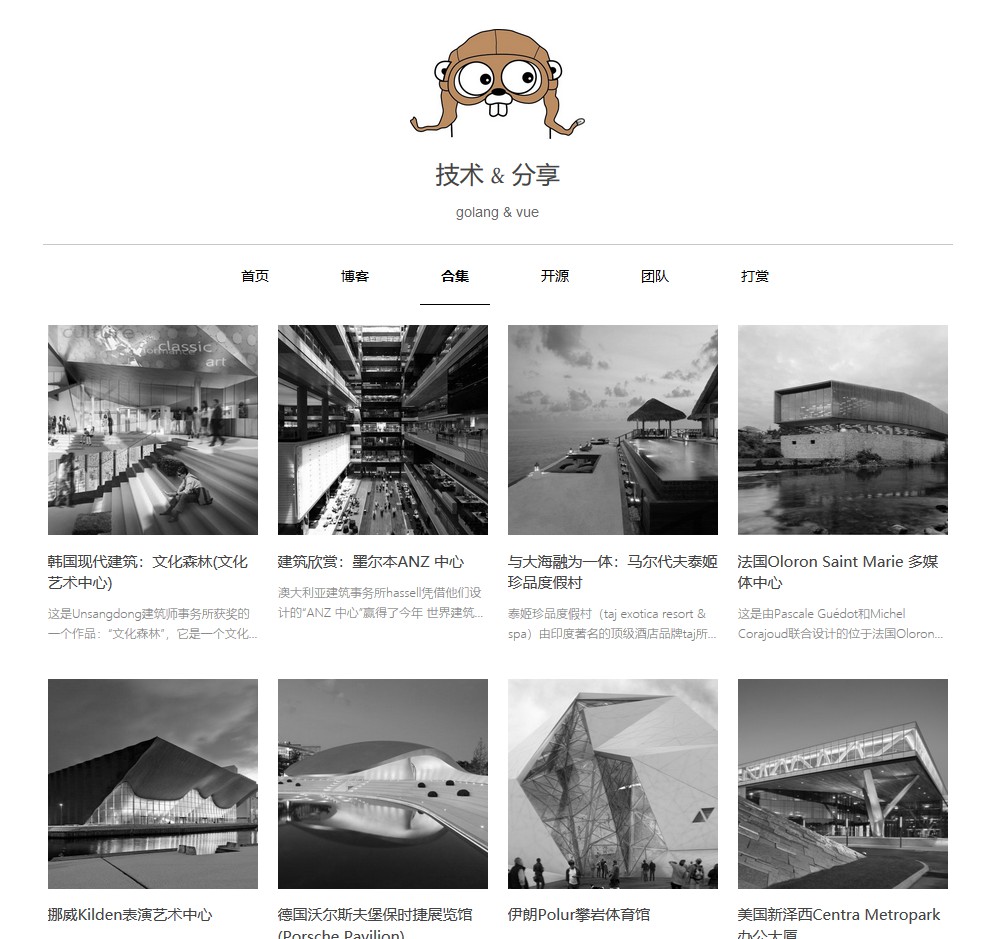 技术 & 分享
golang & vue
首页 博客 合集 开源 团队 打赏
culture
performance
classic
art
韩国现代建筑：文化森林(文化
艺术中心)
这是Unsangdong建筑师事务所获奖的
一个作品：“文化森林”，它是一个文化...
建筑欣赏：墨尔本ANZ 中心
澳大利亚建筑事务所hassell凭借他们设
计的“ANZ 中心”赢得了今年 世界建筑...
与大海融为一体：马尔代夫泰姬
珍品度假村
泰姬珍品度假村（taj exotica resort &
spa）由印度著名的顶级酒店品牌taj所...
法国Oloron Saint Marie 多媒
体中心
这是由Pascale Guédot和Michel
Corajoud联合设计的位于法国Oloron...
挪威Kilden表演艺术中心
德国沃尔斯夫堡保时捷展览馆
(Porsche Pavilion)
伊朗Polur攀岩体育馆
美国新泽西Centra Metropark
办公大厦